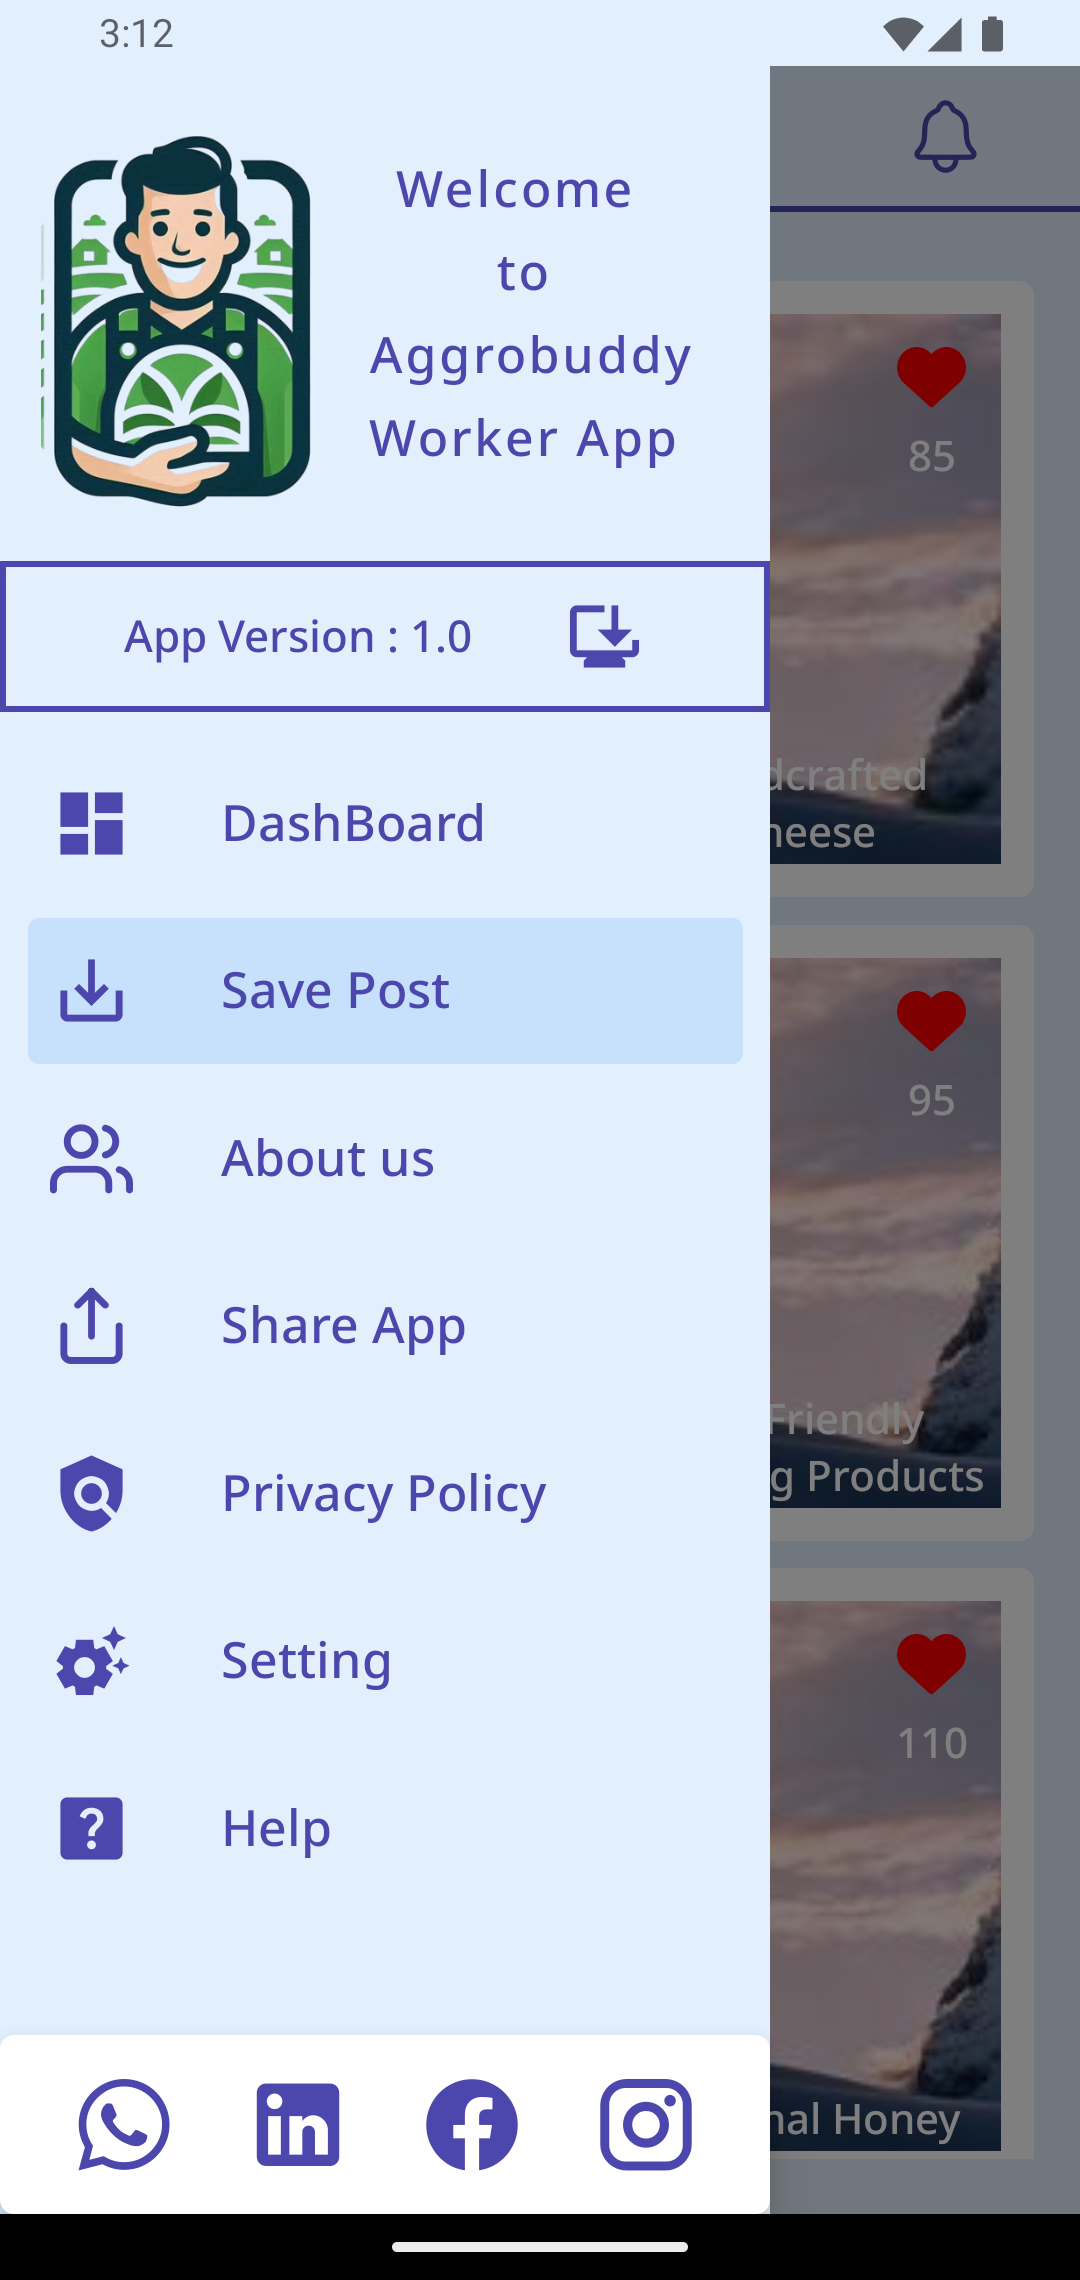 3:12
Welcome
to
Aggrobuddy
Worker App
App Version : 1.0
DashBoard
Save Post
About us
Share App
Privacy Policy
Setting
Help
85
dcrafted
heese
95
Friendly
g Products
110
nal Honey